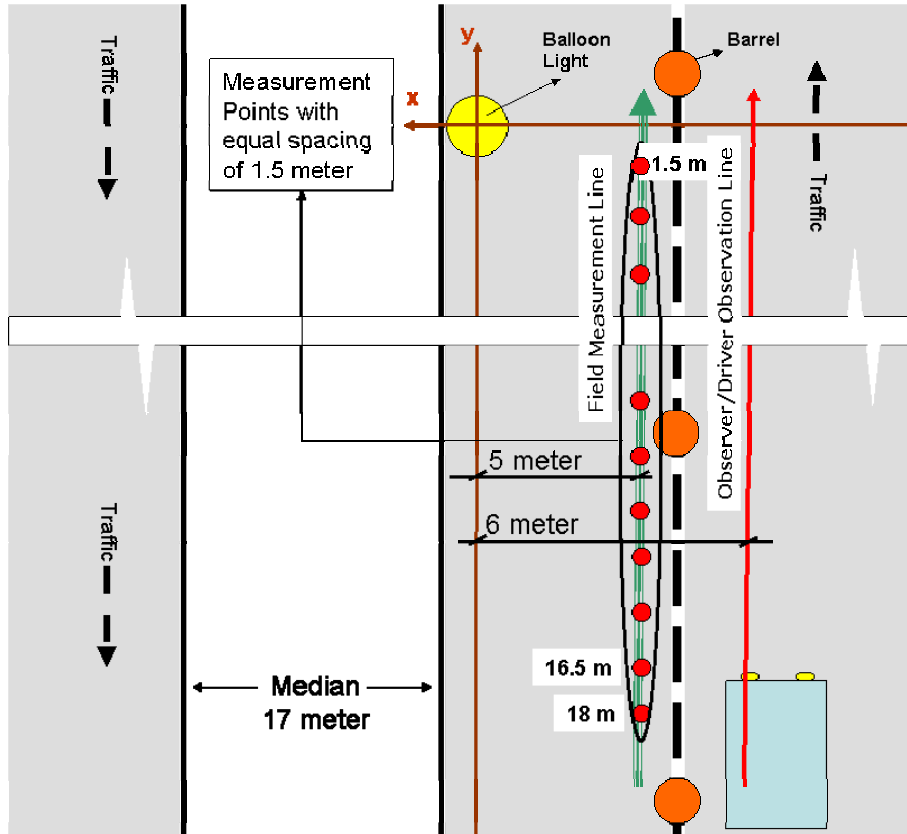 Traffic
y
Balloon
Light
Barrel
Measurement
Points with
equal spacing
of 1.5 meter
x
1.5 m
Traffic
Field Measurement Line
Observer/Driver Observation Line
5 meter
6 meter
Traffic
16.5 m
18 m
Median
17 meter